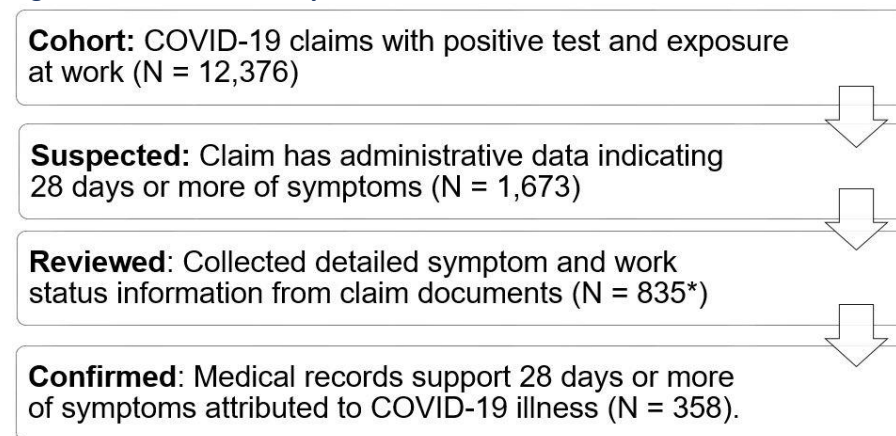 Cohort: COVID-19 claims with positive test and exposure
at work (N = 12,376)
Suspected: Claim has administrative data indicating
28 days or more of symptoms (N = 1,673)
Reviewed: Collected detailed symptom and work
status information from claim documents (N = 835*)
Confirmed: Medical records support 28 days or more
of symptoms attributed to COVID-19 illness (N = 358).